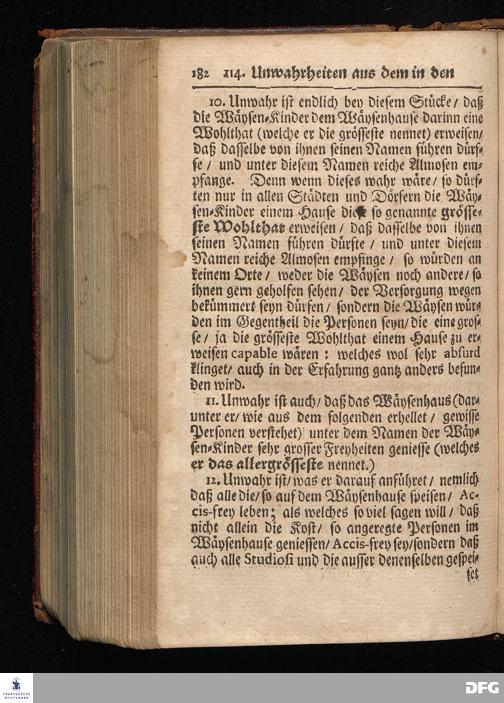 182 114. Unwahrheiten aus dem in den
10. Unwahr ist endlich bey diesem Stücke / daß
die Wäysen-Kinder dem Wäysenhause darinn eine
Wohlthat (welche er die grösseste nennet) erweisen /
daß dasselbe von ihnen seinen Namen führen dürf-
fe / und unter diesem Namen reiche Almosen em-
pfange. Denn wenn dieses wahr wäre / so dürf-
ten nur in allen Städten und Dörfern die Wäy-
sen-Kinder einem Hause diese so genannte grösse-
ste Wohlthat erweisen / daß dasselbe von ihnen
seinen Namen führen dürfte / und unter diesem
Namen reiche Almosen empfinge / so würden an
keinem Orte / weder die Wäysen noch andere / so
ihnen gern geholfen sehen / der Versorgung wegen
bekümmert seyn dürfen / sondern die Wäysen wür-
den im Gegentheil die Personen seyn / die eine gros-
se / ja die grösseste Wohlthat einem Hause zu er-
weisen capable wären : welches wol sehr absurd
klinget / auch in der Erfahrung gantz anders befun-
den wird.
11. Unwahr ist auch / daß das Wäysenhaus (dar-
unter er / wie aus dem folgenden erhellet / gewisse
Personen verstehet) unter dem Namen der Wäy-
sen-Kinder sehr grosser Freyheiten geniesse (welches
er das allergrösseste nennet.)
12. Unwahr ist / was er darauf anführet / nemlich
daß alle die / so auf dem Wäysenhause speisen / Ac-
cis-frey leben ; als welches so viel sagen will / daß
nicht allein die Kost / so angeregte Personen im
Wäysenhause geniessen / Accis-frey sey / sondern daß
auch alle Studiosi und die ausser denenselben gespei-
set
FRANCKESCHE
STIFTUNGEN
DFG